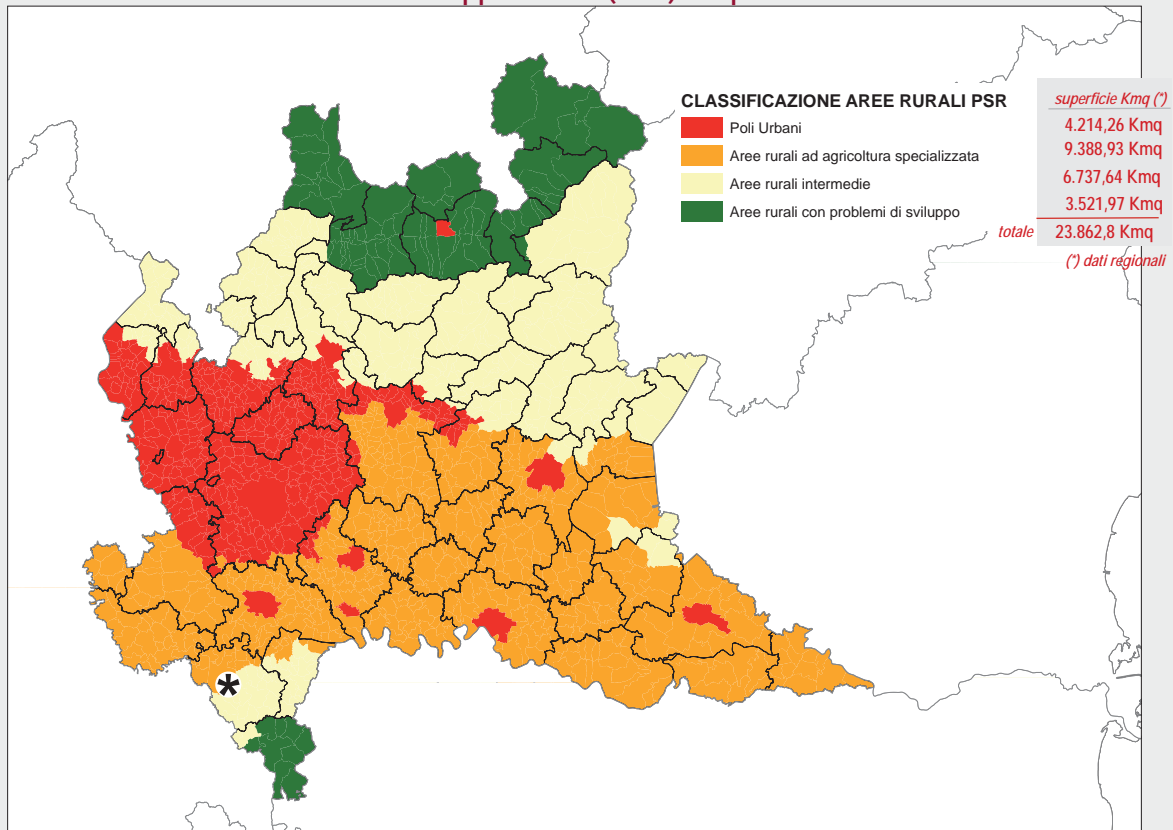 CLASSIFICAZIONE AREE RURALI PSR
superficie Kmq (*)
Poli Urbani
4.214,26 Kmq
Aree rurali ad agricoltura specializzata
9.388,93 Kmq
Aree rurali intermedie
6.737,64 Kmq
Aree rurali con problemi di sviluppo
3.521,97 Kmq
totale 23.862,8 Kmq
(*) dati regionali
*